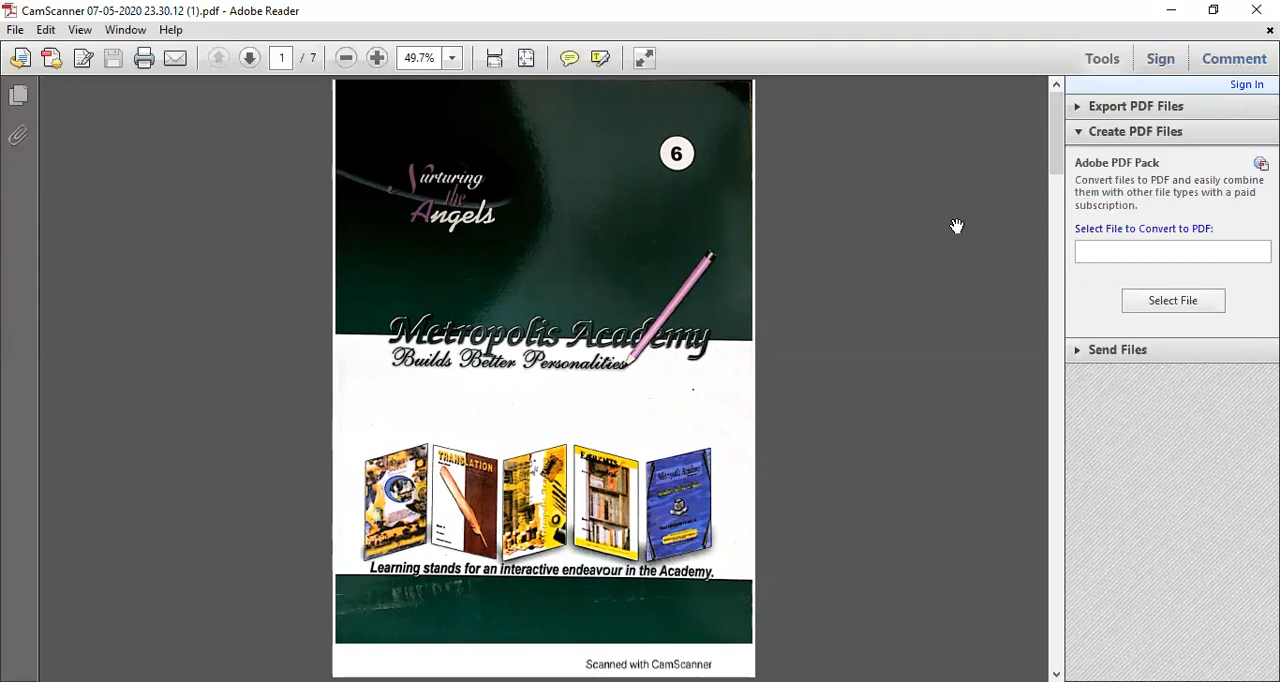 CamScanner 07-05-2020 23.30.12 (1).pdf - Adobe Reader
File Edit View Window Help
1 / 7 49.7% Tools Sign Comment
Sign In
Export PDF Files
Create PDF Files
Adobe PDF Pack
Convert files to PDF and easily combine
them with other file types with a paid
subscription.
Select File to Convert to PDF:
Select File
Send Files
6
Nurturing
the
Angels
Metropolis Academy
Builds Better Personalities
TRANSLATION
Metropolis Academy
Learning stands for an interactive endeavour in the Academy.
Scanned with CamScanner